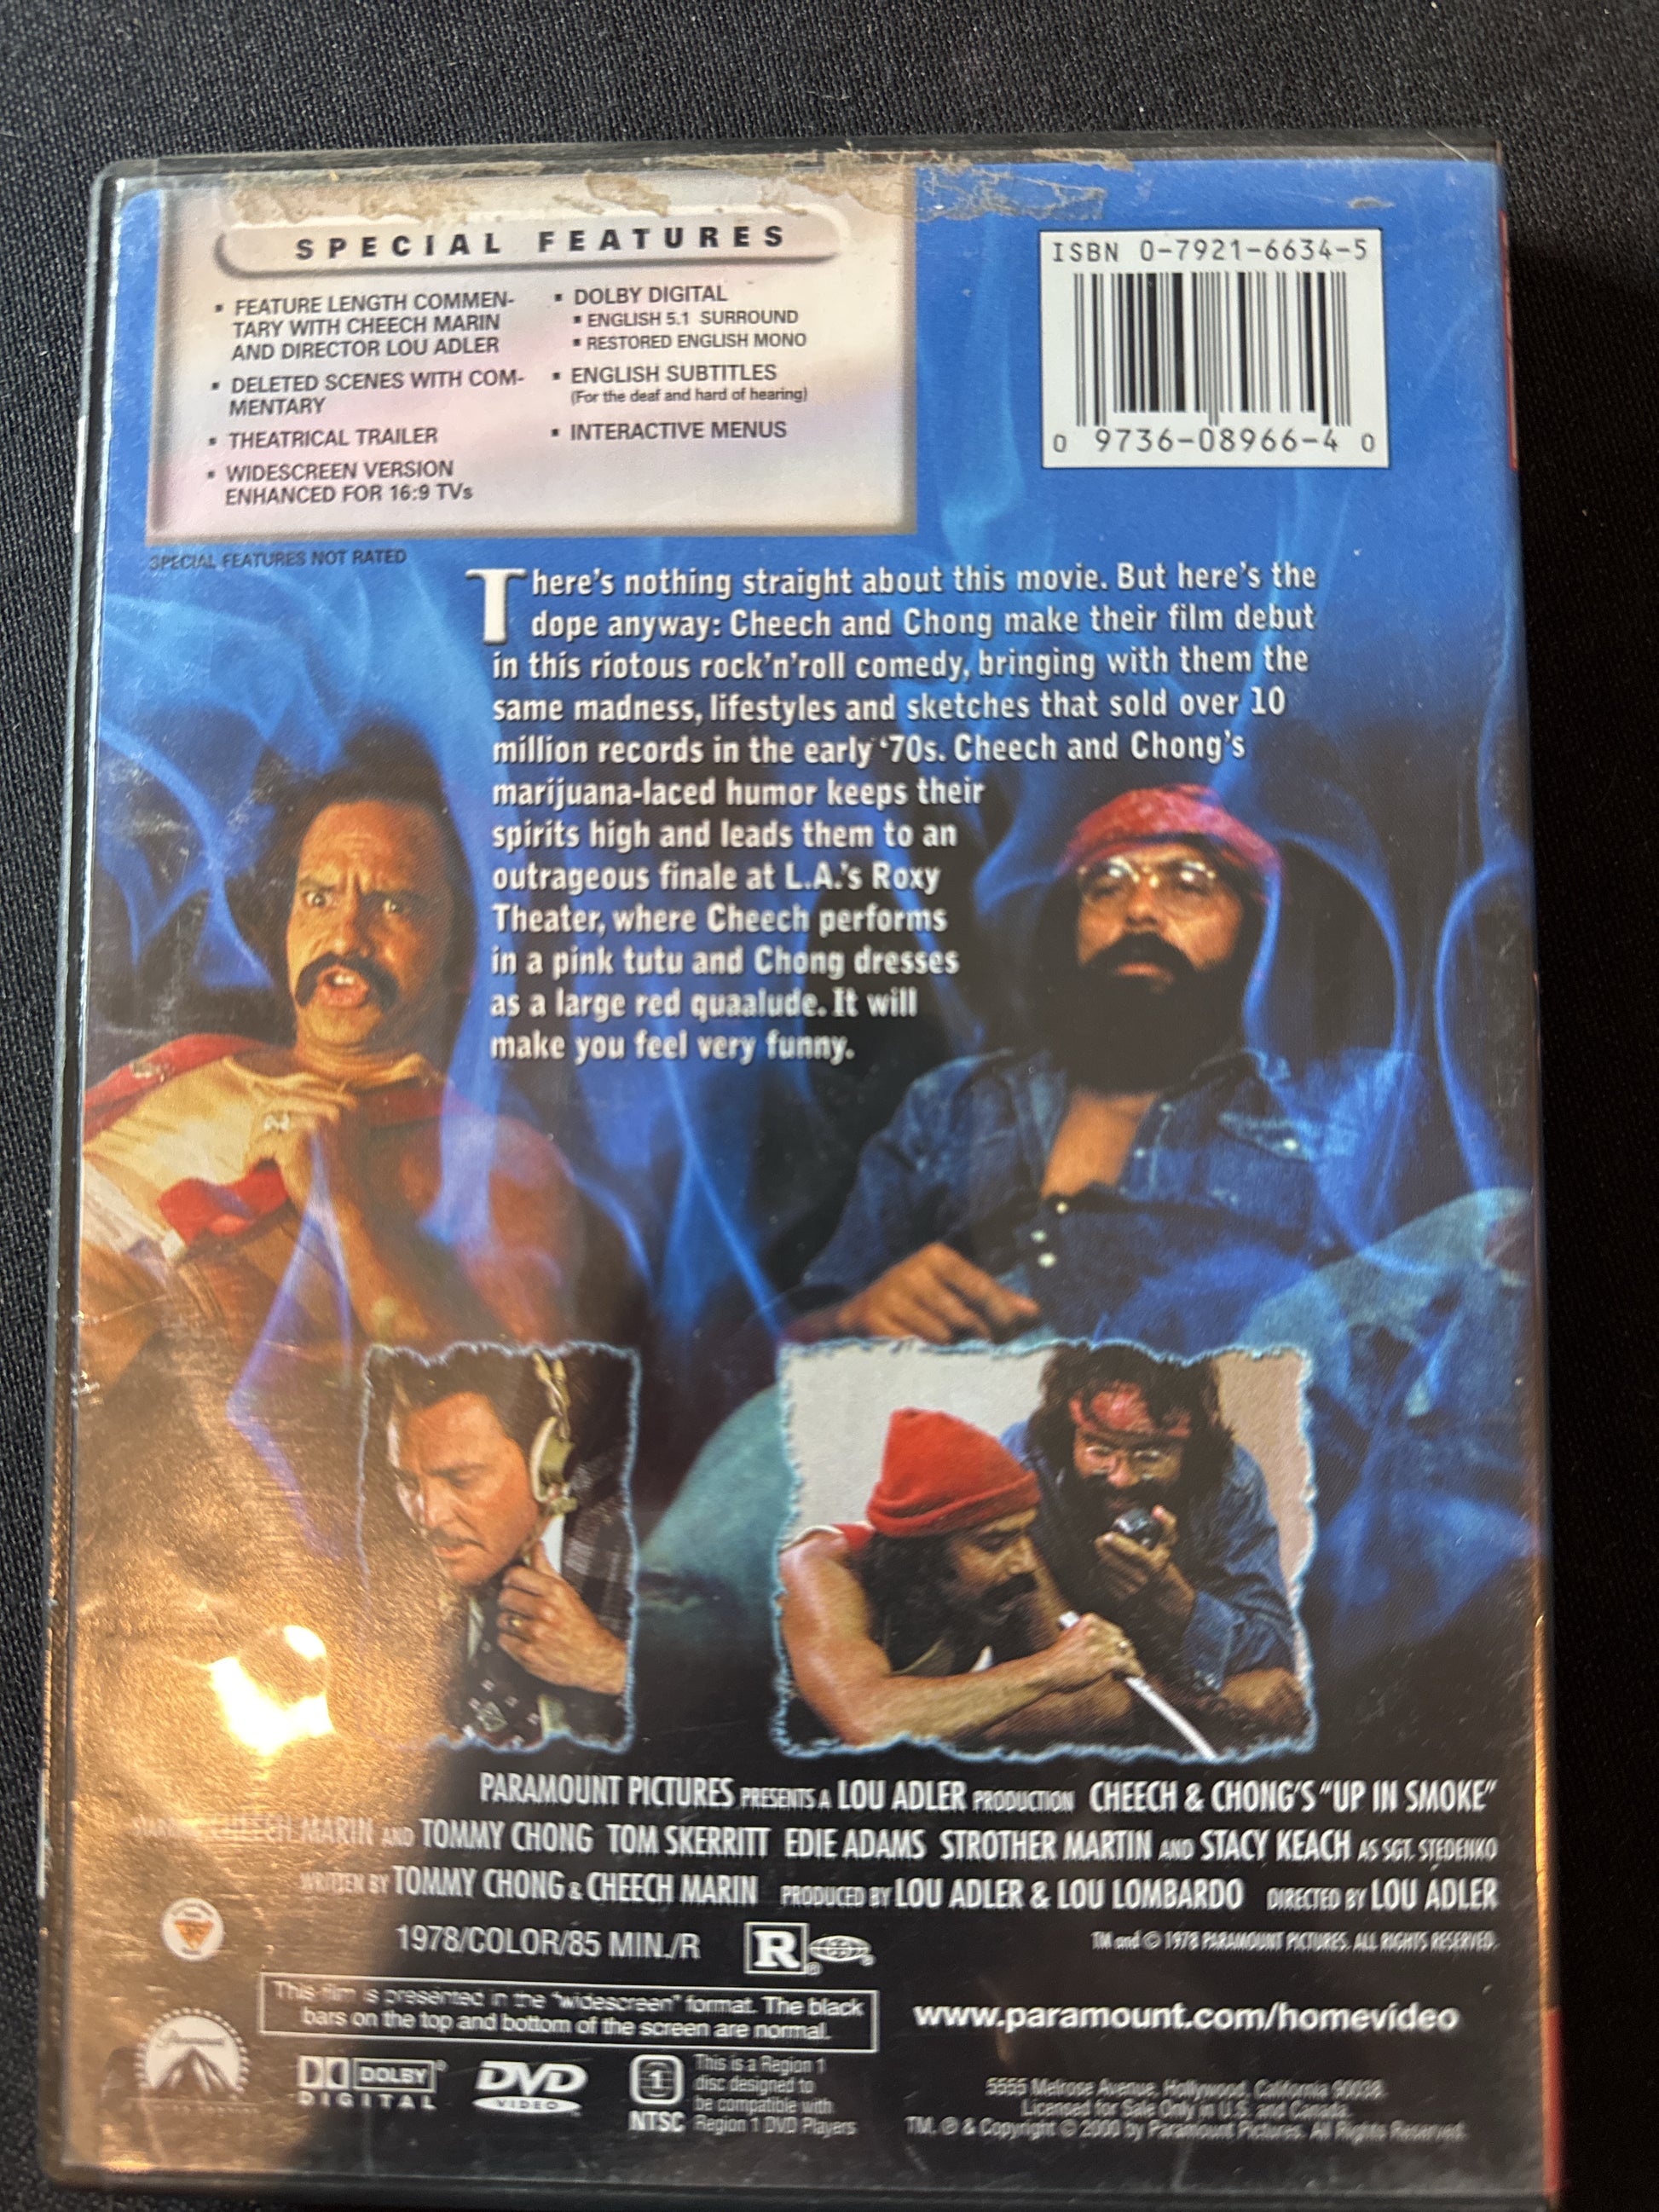 SPECIAL FEATURES
▪ FEATURE LENGTH COMMEN-
TARY WITH CHEECH MARIN
AND DIRECTOR LOU ADLER
▪ DELETED SCENES WITH COM-
MENTARY
▪ THEATRICAL TRAILER
▪ WIDESCREEN VERSION
ENHANCED FOR 16:9 TVs
▪ DOLBY DIGITAL
▪ ENGLISH 5.1 SURROUND
▪ RESTORED ENGLISH MONO
▪ ENGLISH SUBTITLES
(For the deaf and hard of hearing)
▪ INTERACTIVE MENUS
ISBN 0-7921-6634-5
0 9736-08966-4 0
SPECIAL FEATURES NOT RATED
There's nothing straight about this movie. But here's the
dope anyway: Cheech and Chong make their film debut
in this riotous rock'n'roll comedy, bringing with them the
same madness, lifestyles and sketches that sold over 10
million records in the early '70s. Cheech and Chong's
marijuana-laced humor keeps their
spirits high and leads them to an
outrageous finale at L.A.'s Roxy
Theater, where Cheech performs
in a pink tutu and Chong dresses
as a large red quaalude. It will
make you feel very funny.
PARAMOUNT PICTURES PRESENTS A LOU ADLER PRODUCTION CHEECH & CHONG'S "UP IN SMOKE"
STARRING CHEECH MARIN AND TOMMY CHONG TOM SKERRITT EDIE ADAMS STROTHER MARTIN AND STACY KEACH AS SGT. STEDENKO
WRITTEN BY TOMMY CHONG & CHEECH MARIN PRODUCED BY LOU ADLER & LOU LOMBARDO DIRECTED BY LOU ADLER
1978/COLOR/85 MIN./R
R
TM and © 1978 PARAMOUNT PICTURES. ALL RIGHTS RESERVED.
This film is presented in the "widescreen" format. The black
bars on the top and bottom of the screen are normal.
www.paramount.com/homevideo
Paramount
DOLBY
DIGITAL
DVD
VIDEO
1
NTSC
This is a Region 1
disc designed to
be compatible with
Region 1 DVD Players
5555 Melrose Avenue, Hollywood, California 90038
Licensed for Sale Only in U.S. and Canada.
TM, ® & Copyright © 2000 by Paramount Pictures. All Rights Reserved.